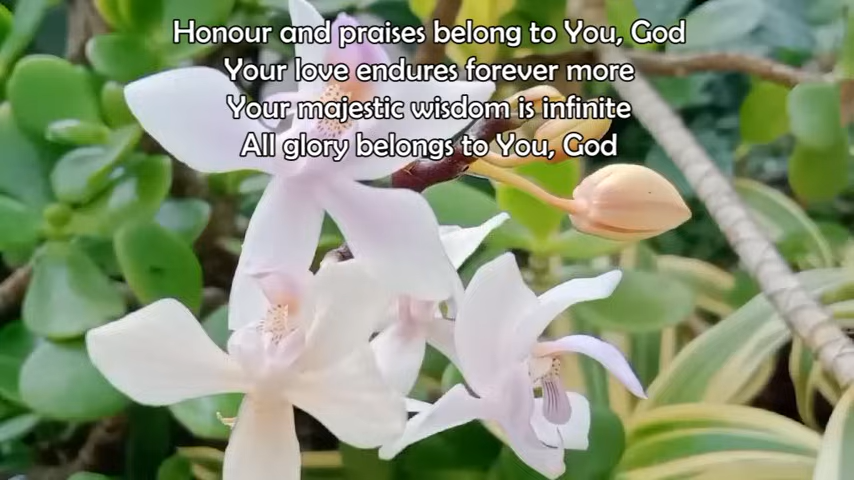 Honour and praises belong to You, God
Your love endures forever more
Your majestic wisdom is infinite
All glory belongs to You, God